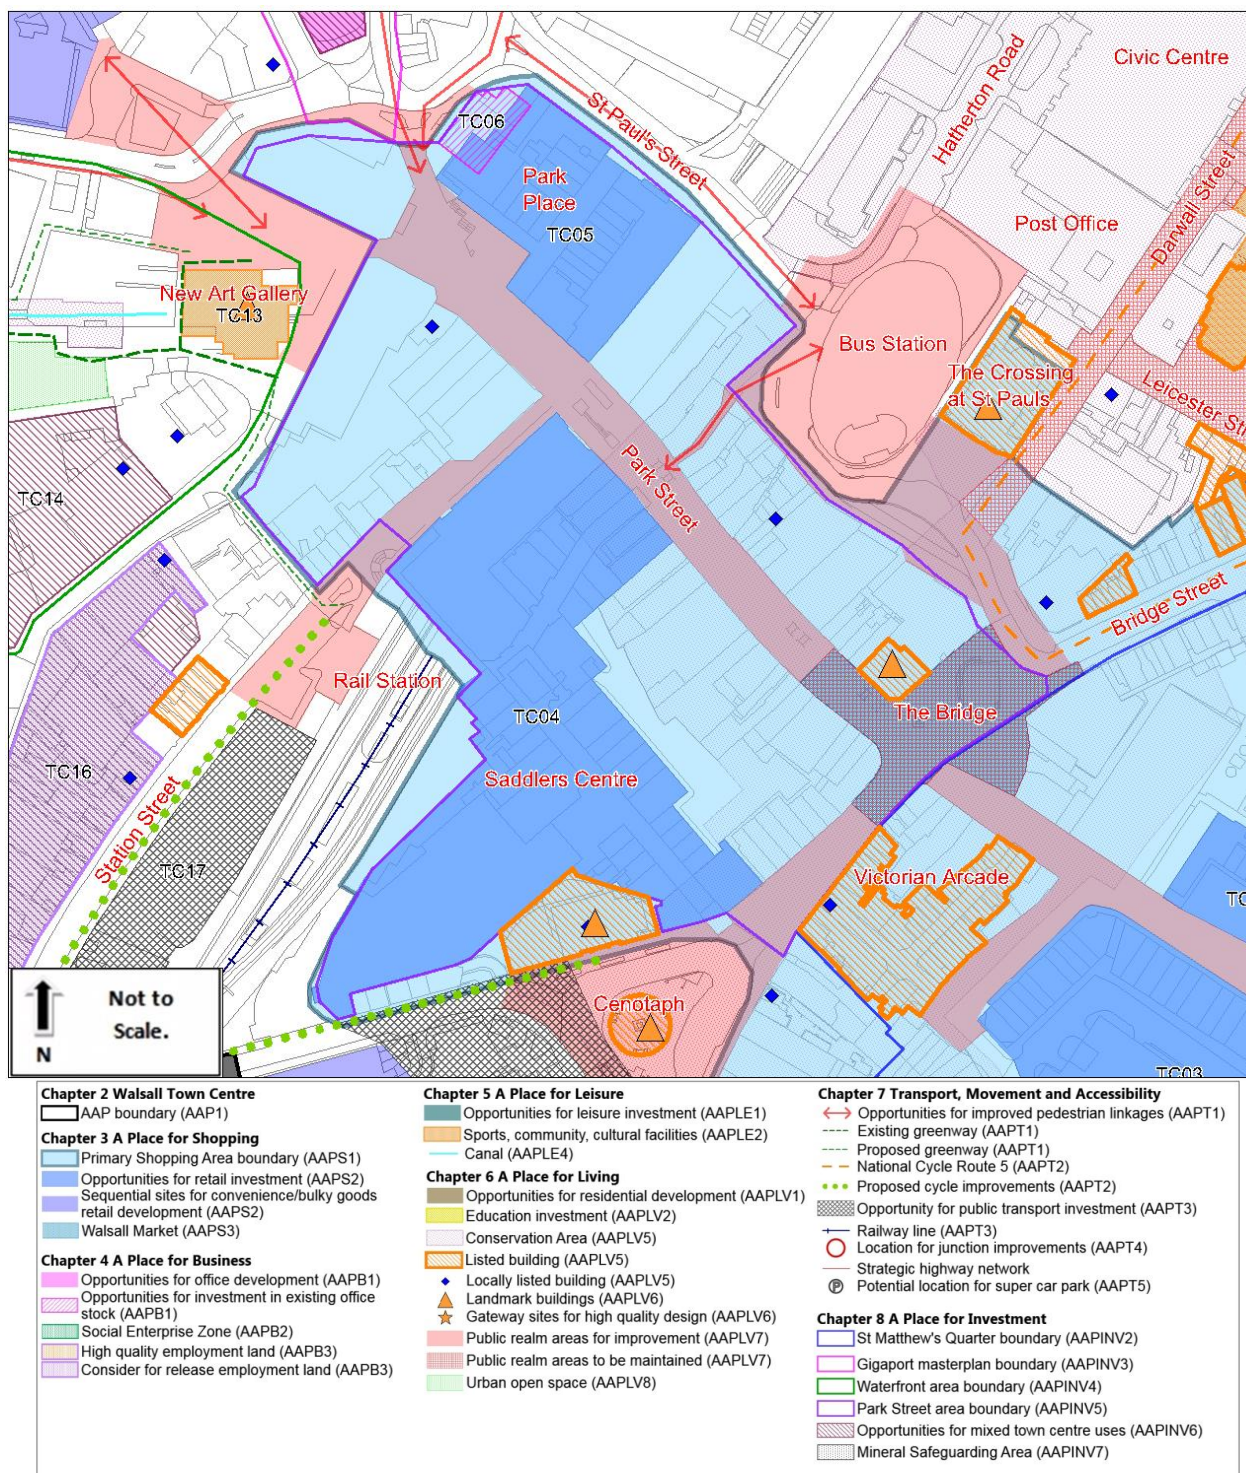 Civic Centre
Hatherton Road
St Paul's Street
TC06
Park
Place
TC05
Post Office
Darwall Street
New Art Gallery
TC13
Bus Station
The Crossing
at St Pauls
Leicester St
Park Street
TC14
Bridge Street
Rail Station
TC04
The Bridge
Saddlers Centre
TC16
Station Street
TC17
Victorian Arcade
TC
Cenotaph
TC03
Not to
Scale.
N
Chapter 2 Walsall Town Centre
AAP boundary (AAP1)
Chapter 3 A Place for Shopping
Primary Shopping Area boundary (AAPS1)
Opportunities for retail investment (AAPS2)
Sequential sites for convenience/bulky goods
retail development (AAPS2)
Walsall Market (AAPS3)
Chapter 4 A Place for Business
Opportunities for office development (AAPB1)
Opportunities for investment in existing office
stock (AAPB1)
Social Enterprise Zone (AAPB2)
High quality employment land (AAPB3)
Consider for release employment land (AAPB3)
Chapter 5 A Place for Leisure
Opportunities for leisure investment (AAPLE1)
Sports, community, cultural facilities (AAPLE2)
Canal (AAPLE4)
Chapter 6 A Place for Living
Opportunities for residential development (AAPLV1)
Education investment (AAPLV2)
Conservation Area (AAPLV5)
Listed building (AAPLV5)
Locally listed building (AAPLV5)
Landmark buildings (AAPLV6)
Gateway sites for high quality design (AAPLV6)
Public realm areas for improvement (AAPLV7)
Public realm areas to be maintained (AAPLV7)
Urban open space (AAPLV8)
Chapter 7 Transport, Movement and Accessibility
Opportunities for improved pedestrian linkages (AAPT1)
Existing greenway (AAPT1)
Proposed greenway (AAPT1)
National Cycle Route 5 (AAPT2)
Proposed cycle improvements (AAPT2)
Opportunity for public transport investment (AAPT3)
Railway line (AAPT3)
Location for junction improvements (AAPT4)
Strategic highway network
P Potential location for super car park (AAPT5)
Chapter 8 A Place for Investment
St Matthew's Quarter boundary (AAPINV2)
Gigaport masterplan boundary (AAPINV3)
Waterfront area boundary (AAPINV4)
Park Street area boundary (AAPINV5)
Opportunities for mixed town centre uses (AAPINV6)
Mineral Safeguarding Area (AAPINV7)